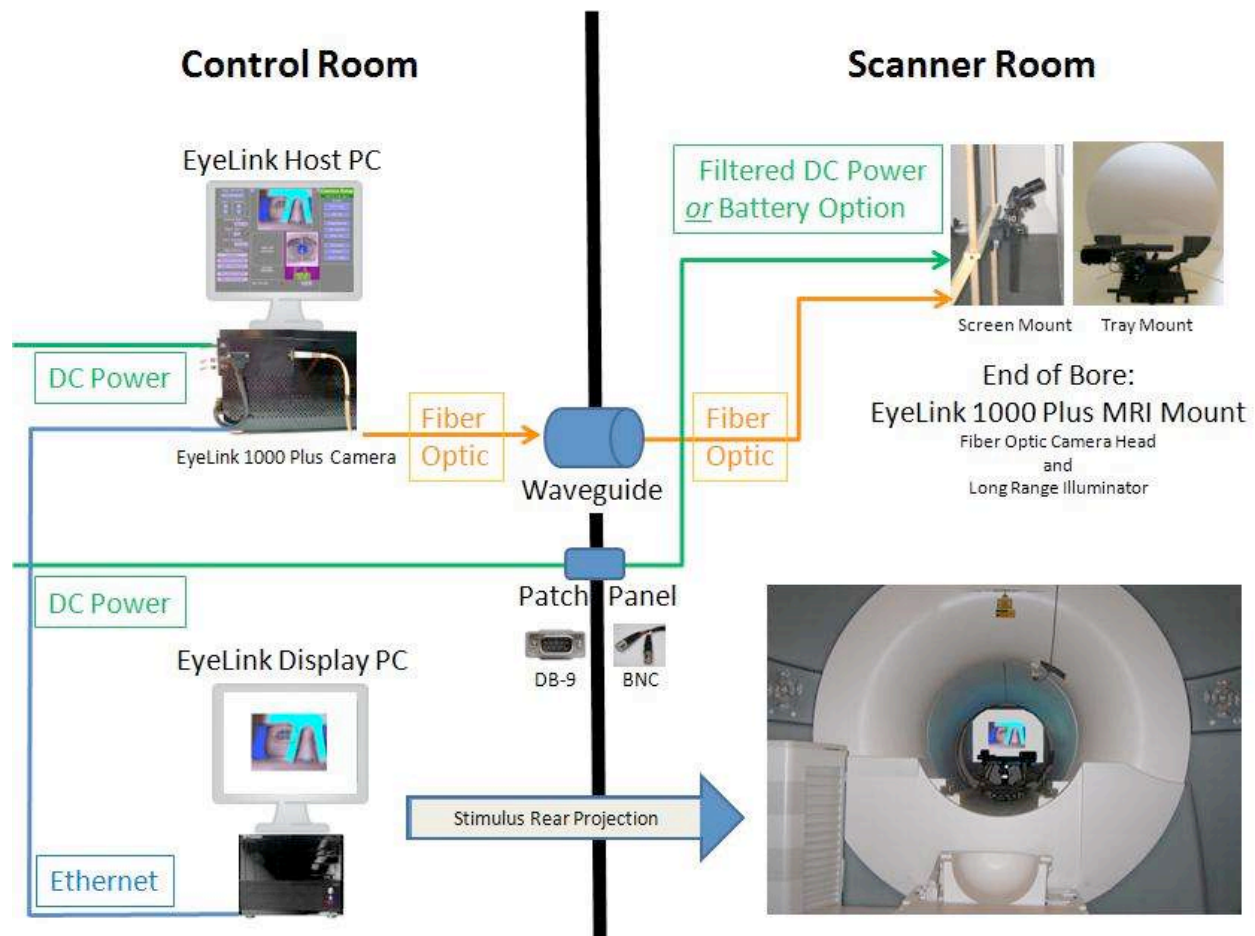 Control Room
Scanner Room
EyeLink Host PC
Filtered DC Power
or Battery Option
DC Power
Screen Mount
Tray Mount
End of Bore:
EyeLink 1000 Plus MRI Mount
Fiber Optic Camera Head
and
Long Range Illuminator
EyeLink 1000 Plus Camera
Fiber
Optic
Waveguide
Fiber
Optic
DC Power
Patch Panel
DB-9
BNC
EyeLink Display PC
Stimulus Rear Projection
Ethernet